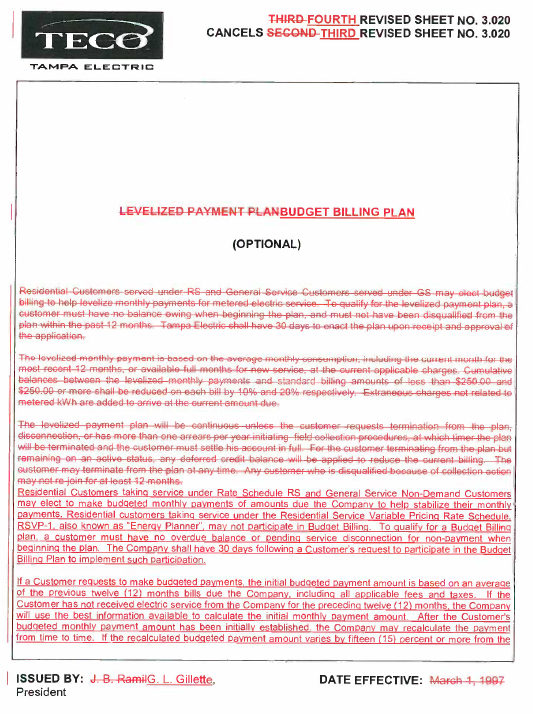 THIRD FOURTH REVISED SHEET NO. 3.020
CANCELS SECOND THIRD REVISED SHEET NO. 3.020
TECO
TAMPA ELECTRIC
LEVELIZED PAYMENT PLANBUDGET BILLING PLAN
(OPTIONAL)
Residential Customers served under RS and General Service Customers served under GS may elect budget
billing to help levelize monthly payments for metered electric service. To qualify for the levelized payment plan, a
customer must have no balance owing when beginning the plan, and must not have been disqualified from the
plan within the past 12 months. Tampa Electric shall have 30 days to enact the plan upon receipt and approval of
the application.
The levelized monthly payment is based on the average monthly consumption, including the current month for the
most recent 12 months, or available full months for new service, at the current applicable charges. Cumulative
balances between the levelized monthly payments and standard billing amounts of less than $250.00 and
$250.00 or more shall be reduced on each bill by 10% and 20% respectively. Extraneous charges not related to
metered kWh are added to arrive at the current amount due.
The levelized payment plan will be continuous unless the customer requests termination from the plan,
disconnection, or has more than one arrears per year initiating field collection procedures, at which timer the plan
will be terminated and the customer must settle his account in full. For the customer terminating from the plan but
remaining on an active status, any deferred credit balance will be applied to reduce the current billing. The
customer may terminate from the plan at any time. Any customer who is disqualified because of collection action
may not re-join for at least 12 months.
Residential Customers taking service under Rate Schedule RS and General Service Non-Demand Customers
may elect to make budgeted monthly payments of amounts due the Company to help stabilize their monthly
payments. Residential customers taking service under the Residential Service Variable Pricing Rate Schedule,
RSVP-1, also known as "Energy Planner", may not participate in Budget Billing. To qualify for a Budget Billing
plan, a customer must have no overdue balance or pending service disconnection for non-payment when
beginning the plan. The Company shall have 30 days following a Customer's request to participate in the Budget
Billing Plan to implement such participation.
If a Customer requests to make budgeted payments, the initial budgeted payment amount is based on an average
of the previous twelve (12) months bills due the Company, including all applicable fees and taxes. If the
Customer has not received electric service from the Company for the preceding twelve (12) months, the Company
will use the best information available to calculate the initial monthly payment amount. After the Customer's
budgeted monthly payment amount has been initially established, the Company may recalculate the payment
from time to time. If the recalculated budgeted payment amount varies by fifteen (15) percent or more from the
ISSUED BY: J. B. RamilG. L. Gillette, DATE EFFECTIVE: March 1, 1997
President